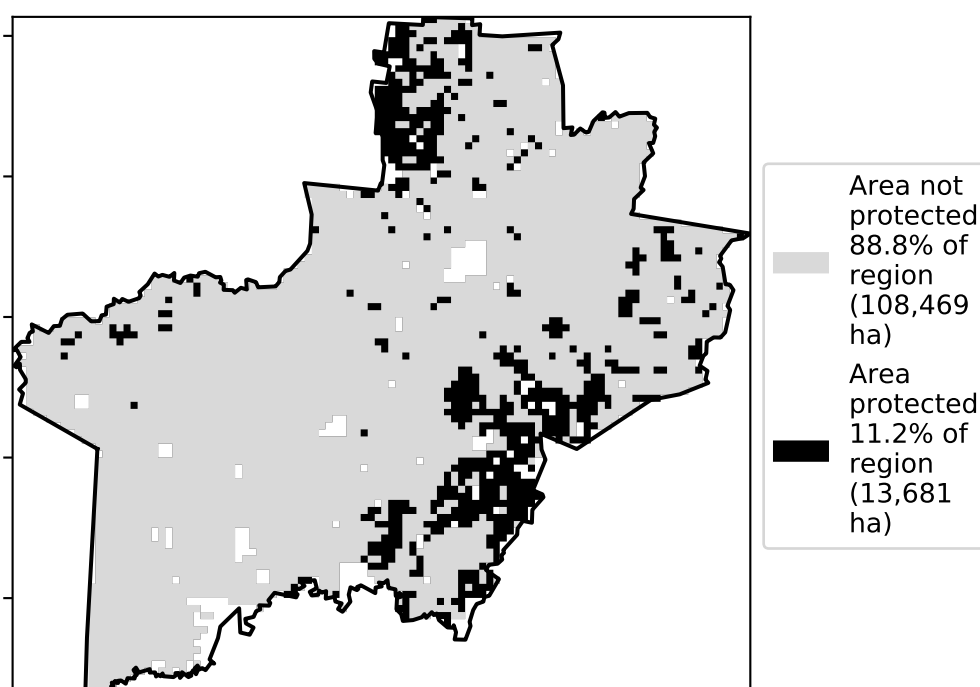 Area not
protected
88.8% of
region
(108,469
ha)
Area
protected
11.2% of
region
(13,681
ha)